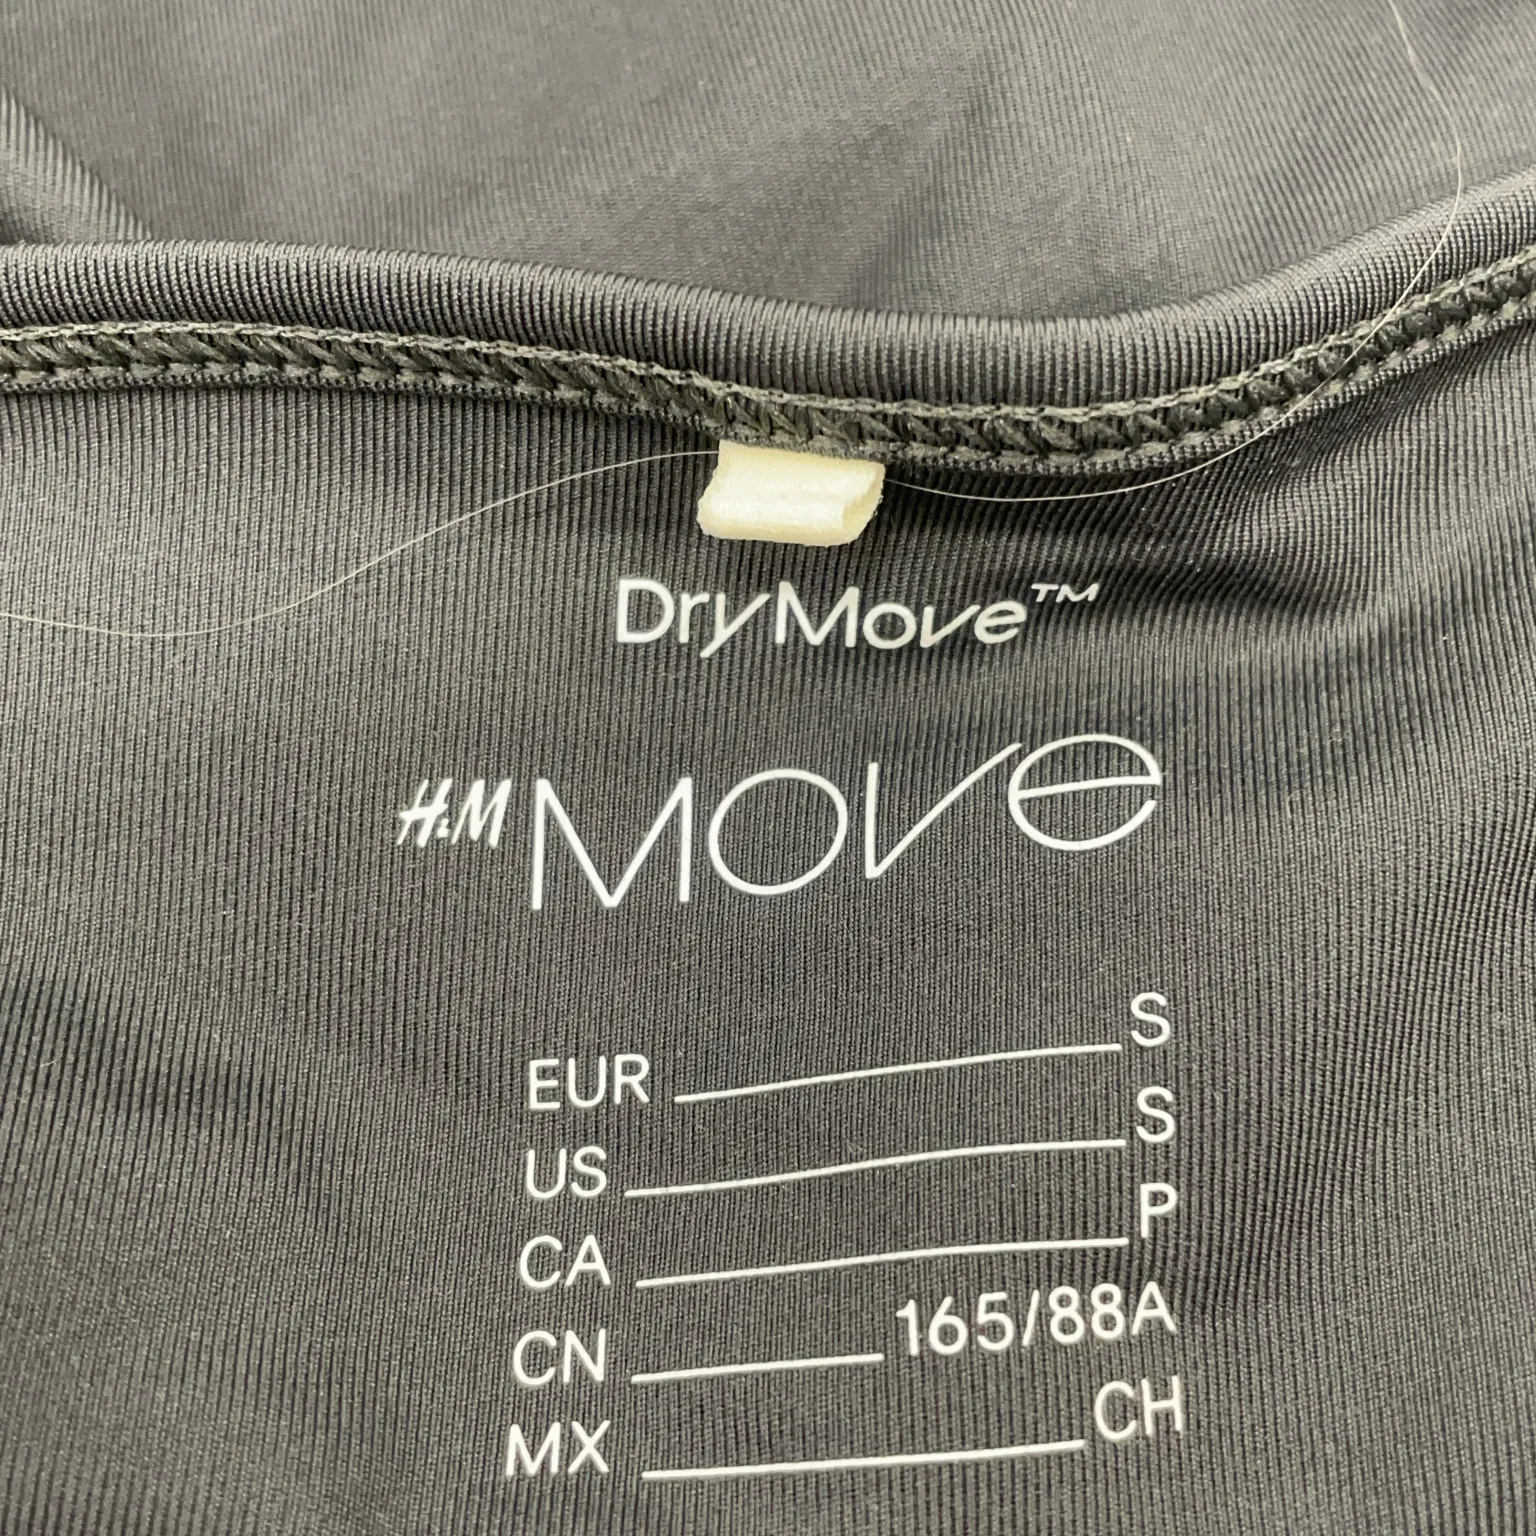 DryMove™
H&M MOVE
EUR S
US S
CA P
CN 165/88A
MX CH